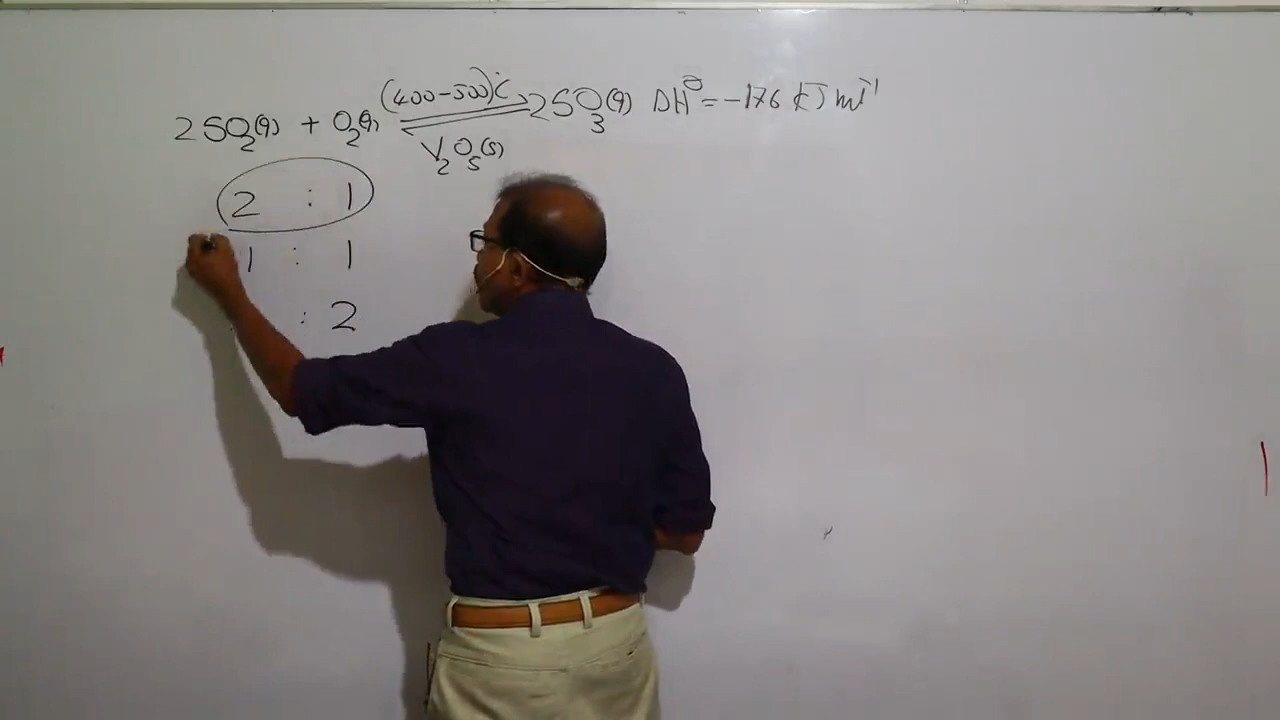 2SO₂(g) + O₂(g) (400-500)°C ⇌ V₂O₅(s) 2SO₃(g) ΔH° = -176 kJ mol⁻¹
2 : 1
1 : 1
: 2